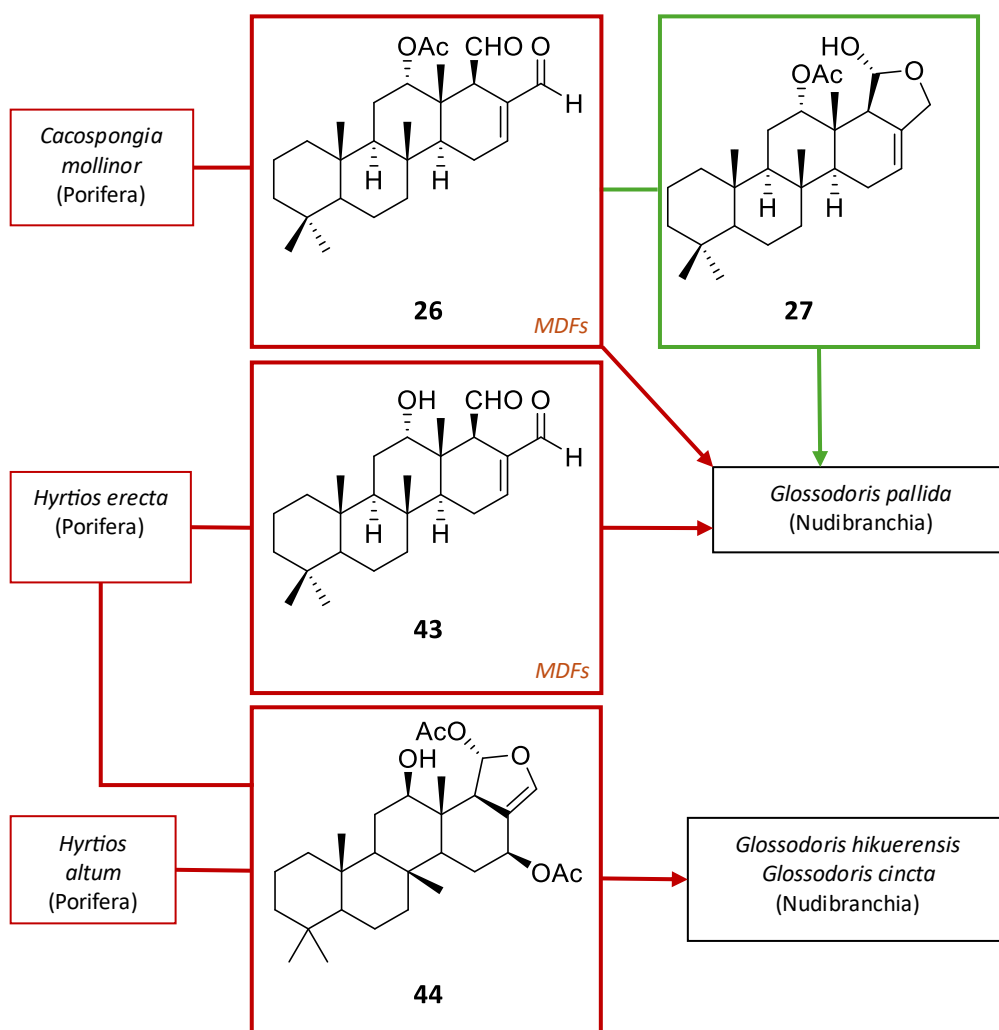 Cacospongia
mollinor
(Porifera)
OAc CHO O
H
H H
26
MDFs
HO
O
OAc
H H
27
OH CHO O
H
H H
43
MDFs
Hyrtios erecta
(Porifera)
Glossodoris pallida
(Nudibranchia)
AcO
OH
O
OAc
44
Hyrtios
altum
(Porifera)
Glossodoris hikuerensis
Glossodoris cincta
(Nudibranchia)